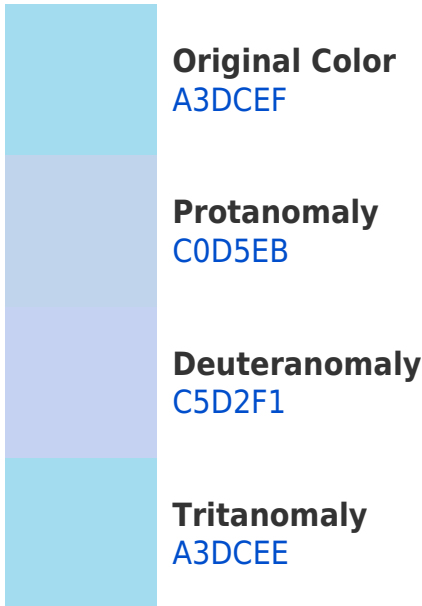 Original Color
A3DCEF
Protanomaly
C0D5EB
Deuteranomaly
C5D2F1
Tritanomaly
A3DCEE